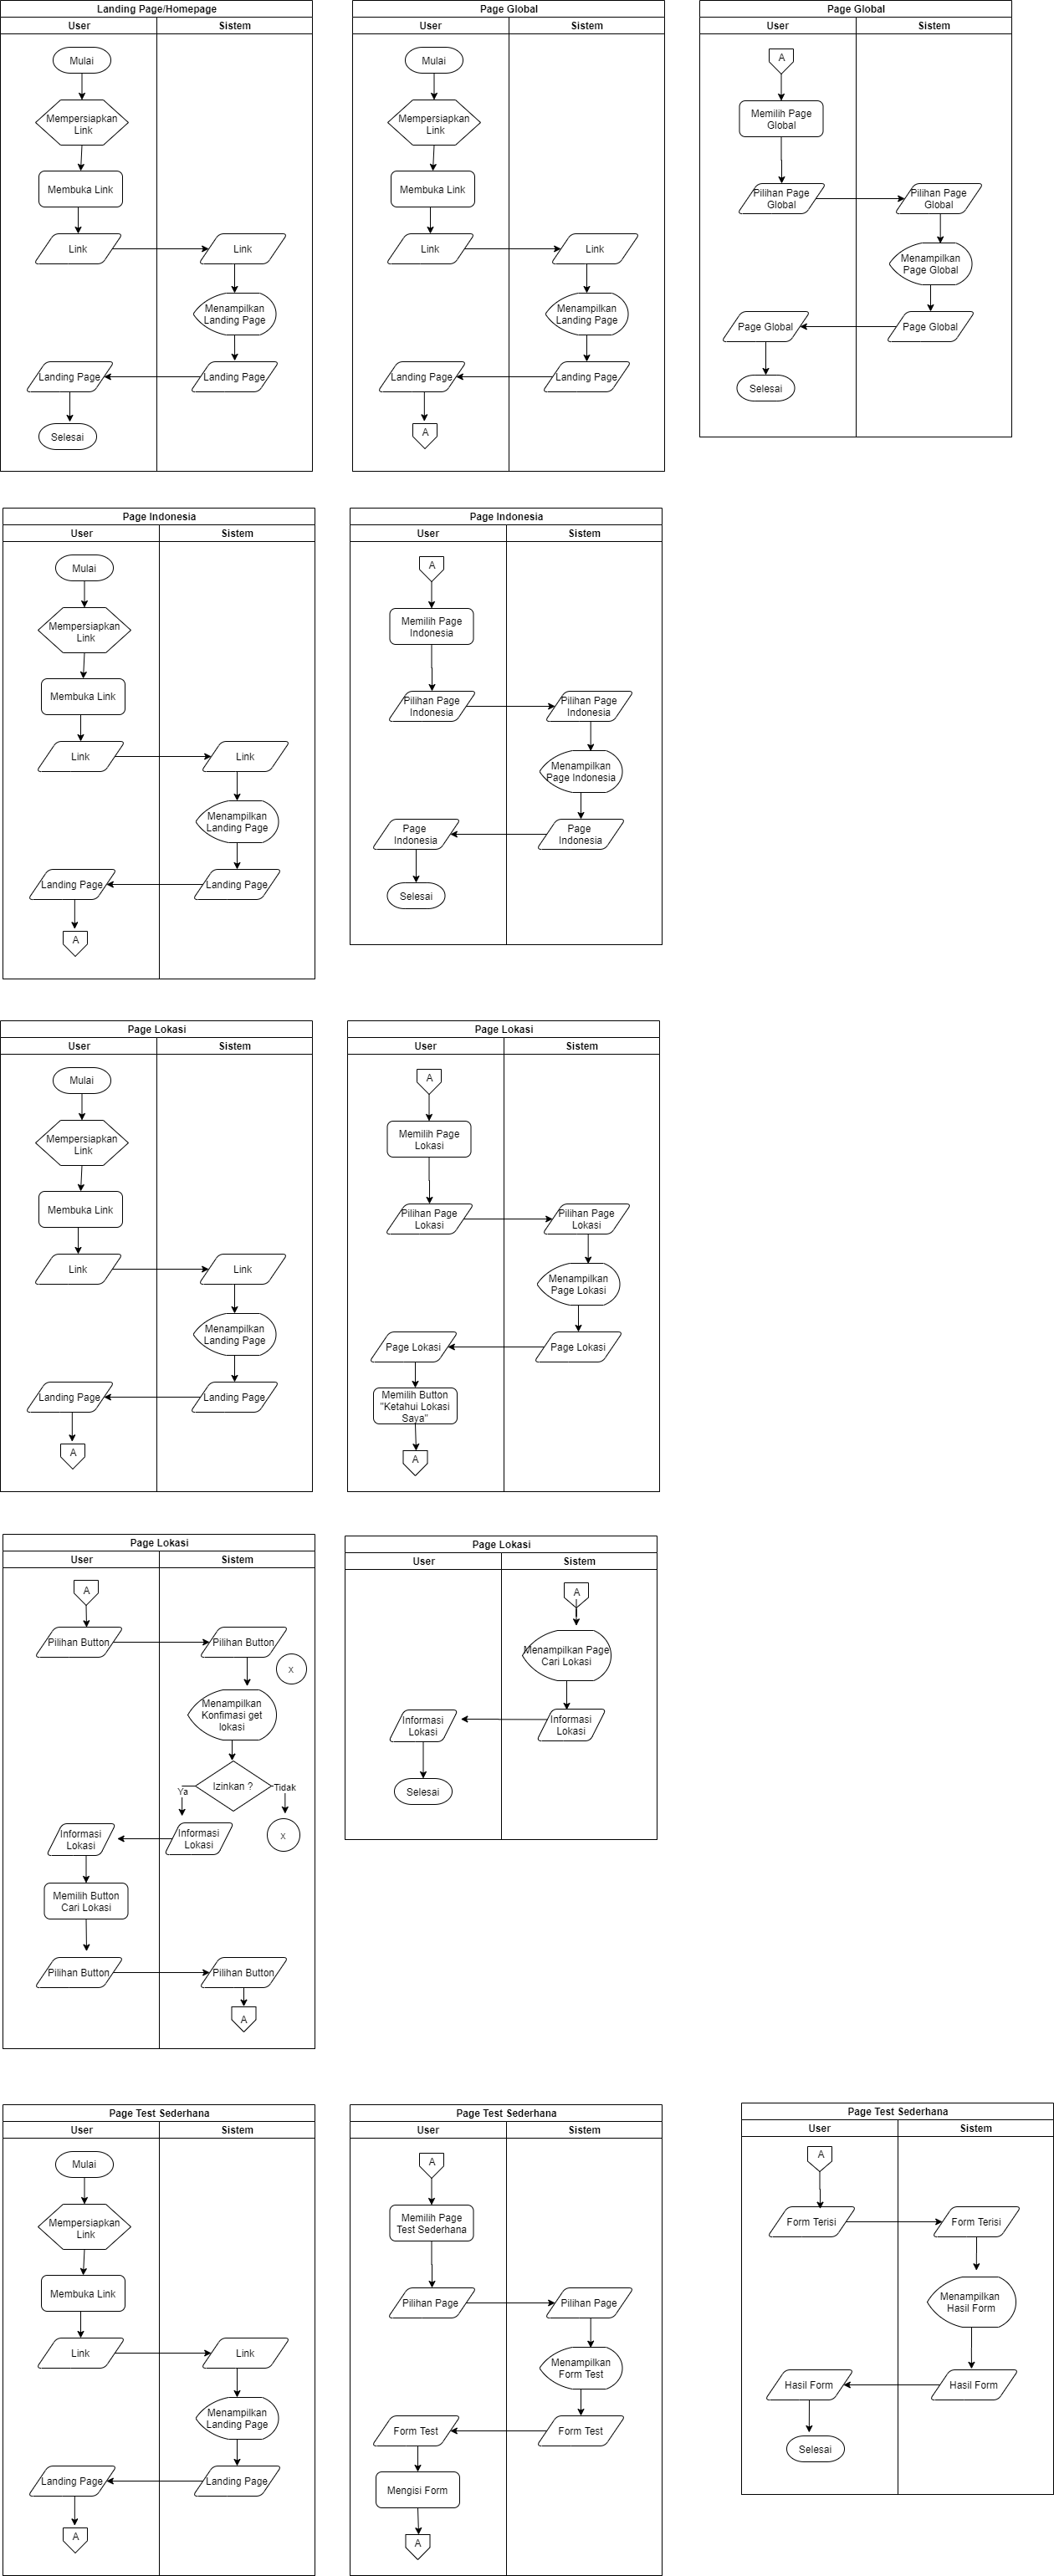 Landing Page/Homepage
User
Sistem
Mulai
Mempersiapkan
Link
Membuka Link
Link
Link
Menampilkan
Landing Page
Landing Page
Landing Page
Selesai
Page Global
User
Sistem
Mulai
Mempersiapkan
Link
Membuka Link
Link
Link
Menampilkan
Landing Page
Landing Page
Landing Page
A
Page Global
User
Sistem
A
Memilih Page
Global
Pilihan Page
Global
Pilihan Page
Global
Menampilkan
Page Global
Page Global
Page Global
Selesai
Page Indonesia
User
Sistem
Mulai
Mempersiapkan
Link
Membuka Link
Link
Link
Menampilkan
Landing Page
Landing Page
Landing Page
A
Page Indonesia
User
Sistem
A
Memilih Page
Indonesia
Pilihan Page
Indonesia
Pilihan Page
Indonesia
Menampilkan
Page Indonesia
Page
Indonesia
Page
Indonesia
Selesai
Page Lokasi
User
Sistem
Mulai
Mempersiapkan
Link
Membuka Link
Link
Link
Menampilkan
Landing Page
Landing Page
Landing Page
A
Page Lokasi
User
Sistem
A
Memilih Page
Lokasi
Pilihan Page
Lokasi
Pilihan Page
Lokasi
Menampilkan
Page Lokasi
Page Lokasi
Page Lokasi
Memilih Button
"Ketahui Lokasi
Saya"
A
Page Lokasi
User
Sistem
A
Pilihan Button
Pilihan Button
x
Menampilkan
Konfimasi get
lokasi
Izinkan ?
Ya
Tidak
Informasi
Lokasi
Informasi
Lokasi
x
Memilih Button
Cari Lokasi
Pilihan Button
Pilihan Button
A
Page Lokasi
User
Sistem
A
Menampilkan Page
Cari Lokasi
Informasi
Lokasi
Informasi
Lokasi
Selesai
Page Test Sederhana
User
Sistem
Mulai
Mempersiapkan
Link
Membuka Link
Link
Link
Menampilkan
Landing Page
Landing Page
Landing Page
A
Page Test Sederhana
User
Sistem
A
Memilih Page
Test Sederhana
Pilihan Page
Pilihan Page
Menampilkan
Form Test
Form Test
Form Test
Mengisi Form
A
Page Test Sederhana
User
Sistem
A
Form Terisi
Form Terisi
Menampilkan
Hasil Form
Hasil Form
Hasil Form
Selesai